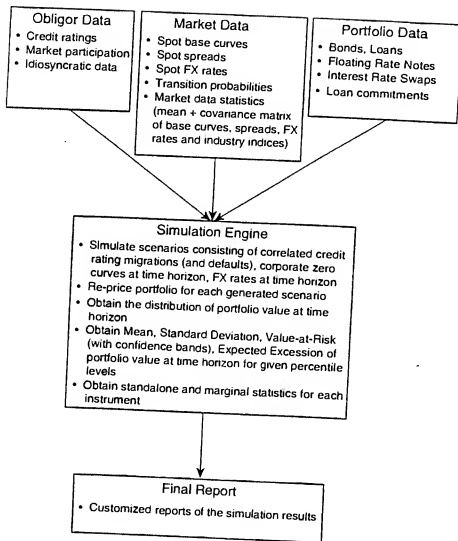 Obligor Data
• Credit ratings
• Market participation
• Idiosyncratic data
Market Data
• Spot base curves
• Spot spreads
• Spot FX rates
• Transition probabilities
• Market data statistics
(mean + covariance matrix
of base curves, spreads, FX
rates and industry indices)
Portfolio Data
• Bonds, Loans
• Floating Rate Notes
• Interest Rate Swaps
• Loan commitments
Simulation Engine
• Simulate scenarios consisting of correlated credit
rating migrations (and defaults), corporate zero
curves at time horizon, FX rates at time horizon
• Re-price portfolio for each generated scenario
• Obtain the distribution of portfolio value at time
horizon
• Obtain Mean, Standard Deviation, Value-at-Risk
(with confidence bands), Expected Excession of
portfolio value at time horizon for given percentile
levels
• Obtain standalone and marginal statistics for each
instrument
Final Report
• Customized reports of the simulation results